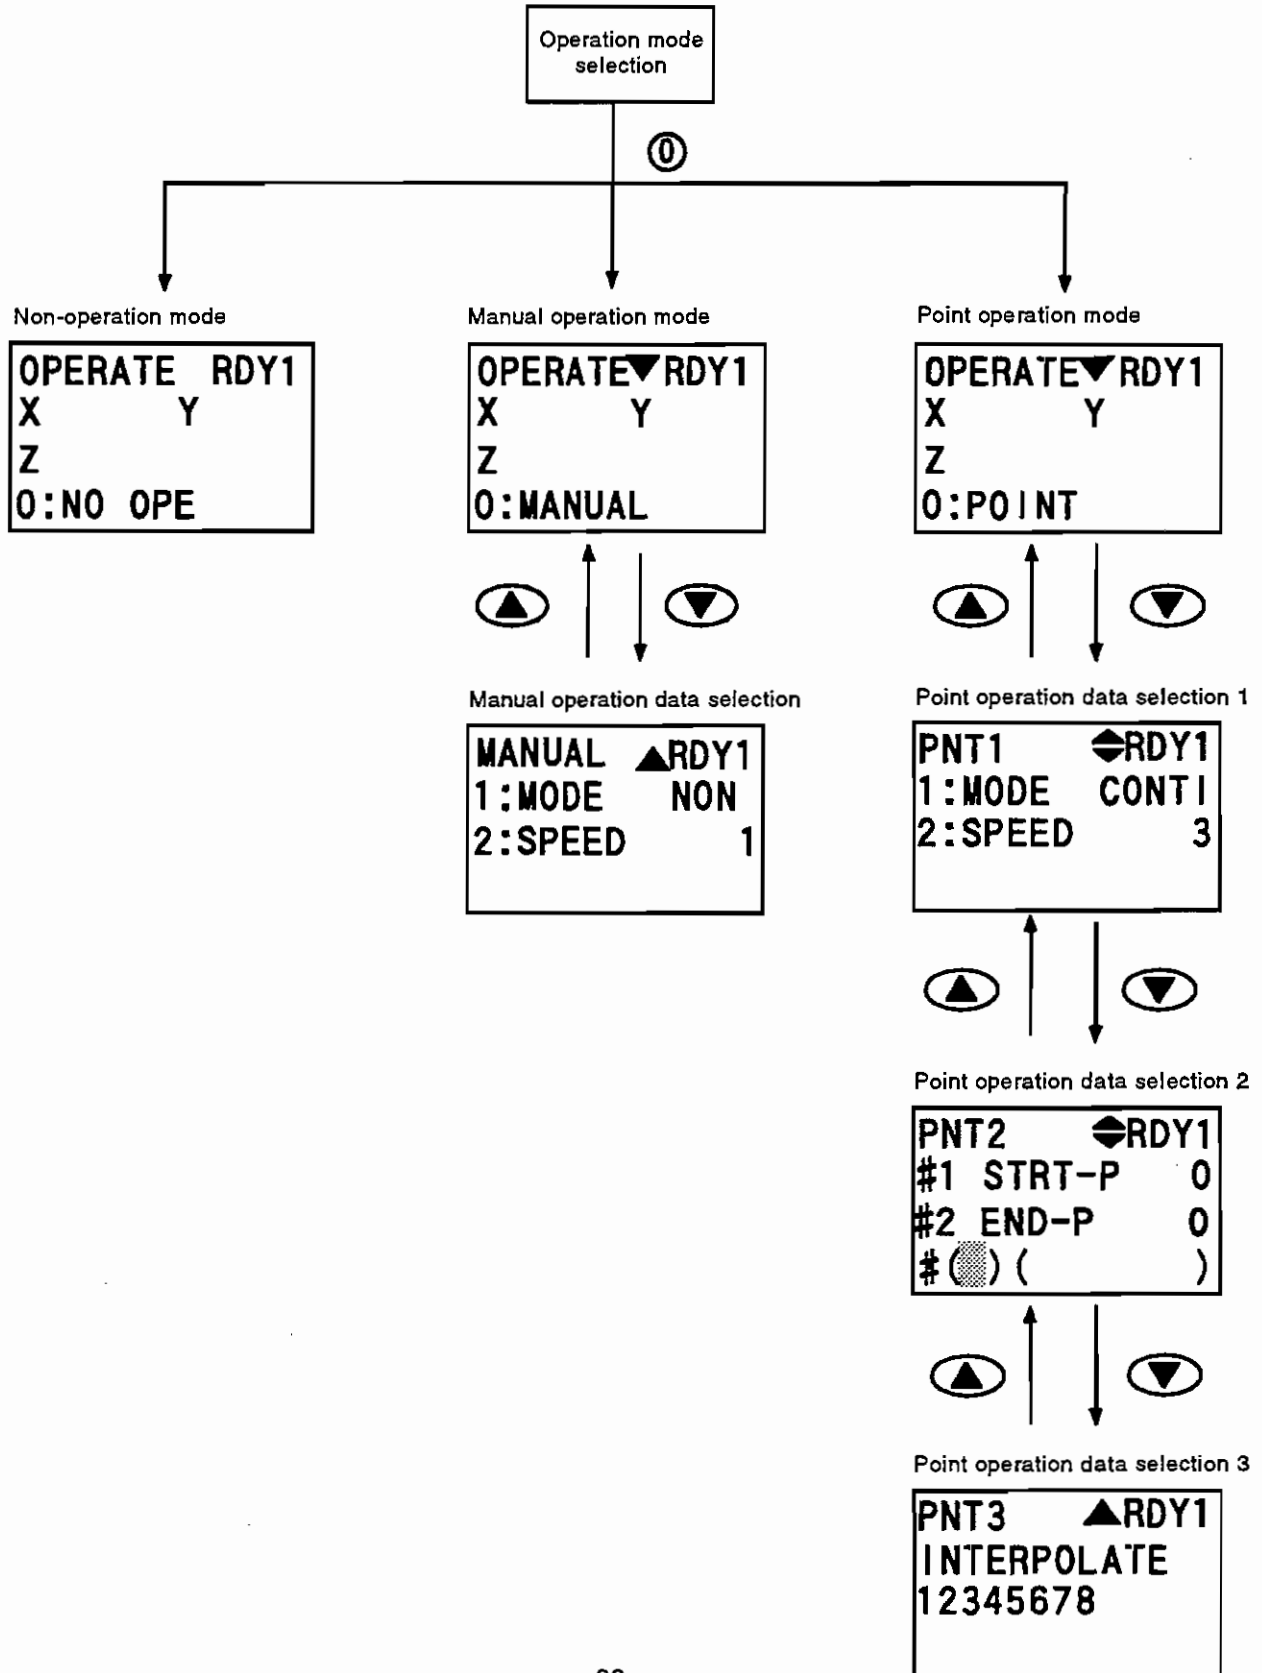 Operation mode
selection
0
Non-operation mode
OPERATE RDY1
X Y
Z
0:NO OPE
Manual operation mode
OPERATE▼RDY1
X Y
Z
0:MANUAL
Manual operation data selection
MANUAL ▲RDY1
1:MODE NON
2:SPEED 1
Point operation mode
OPERATE▼RDY1
X Y
Z
0:POINT
Point operation data selection 1
PNT1 RDY1
1:MODE CONTI
2:SPEED 3
Point operation data selection 2
PNT2 RDY1
#1 STRT-P 0
#2 END-P 0
#( )( )
Point operation data selection 3
PNT3 ▲RDY1
INTERPOLATE
12345678